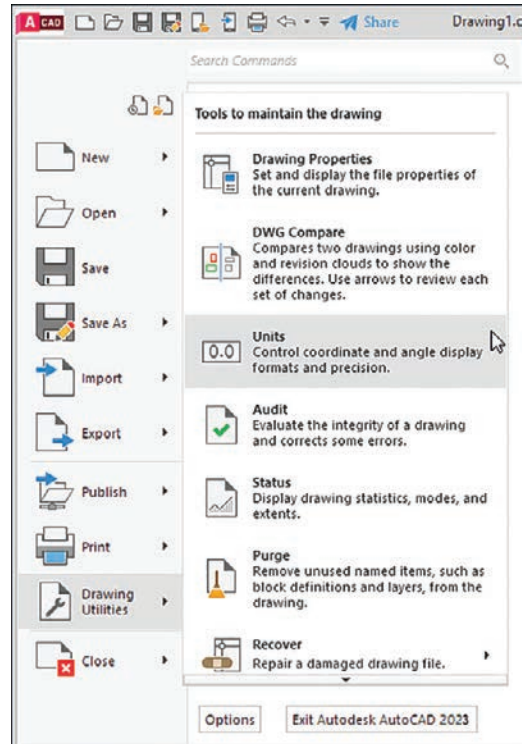 A CAD
Share
Drawing1.d
Search Commands
Tools to maintain the drawing
New
Open
Save
Save As
Import
Export
Publish
Print
Drawing
Utilities
Close
Drawing Properties
Set and display the file properties of
the current drawing.
DWG Compare
Compares two drawings using color
and revision clouds to show the
differences. Use arrows to review each
set of changes.
0.0
Units
Control coordinate and angle display
formats and precision.
Audit
Evaluate the integrity of a drawing
and corrects some errors.
Status
Display drawing statistics, modes, and
extents.
Purge
Remove unused named items, such as
block definitions and layers, from the
drawing.
Recover
Repair a damaged drawing file.
Options
Exit Autodesk AutoCAD 2023